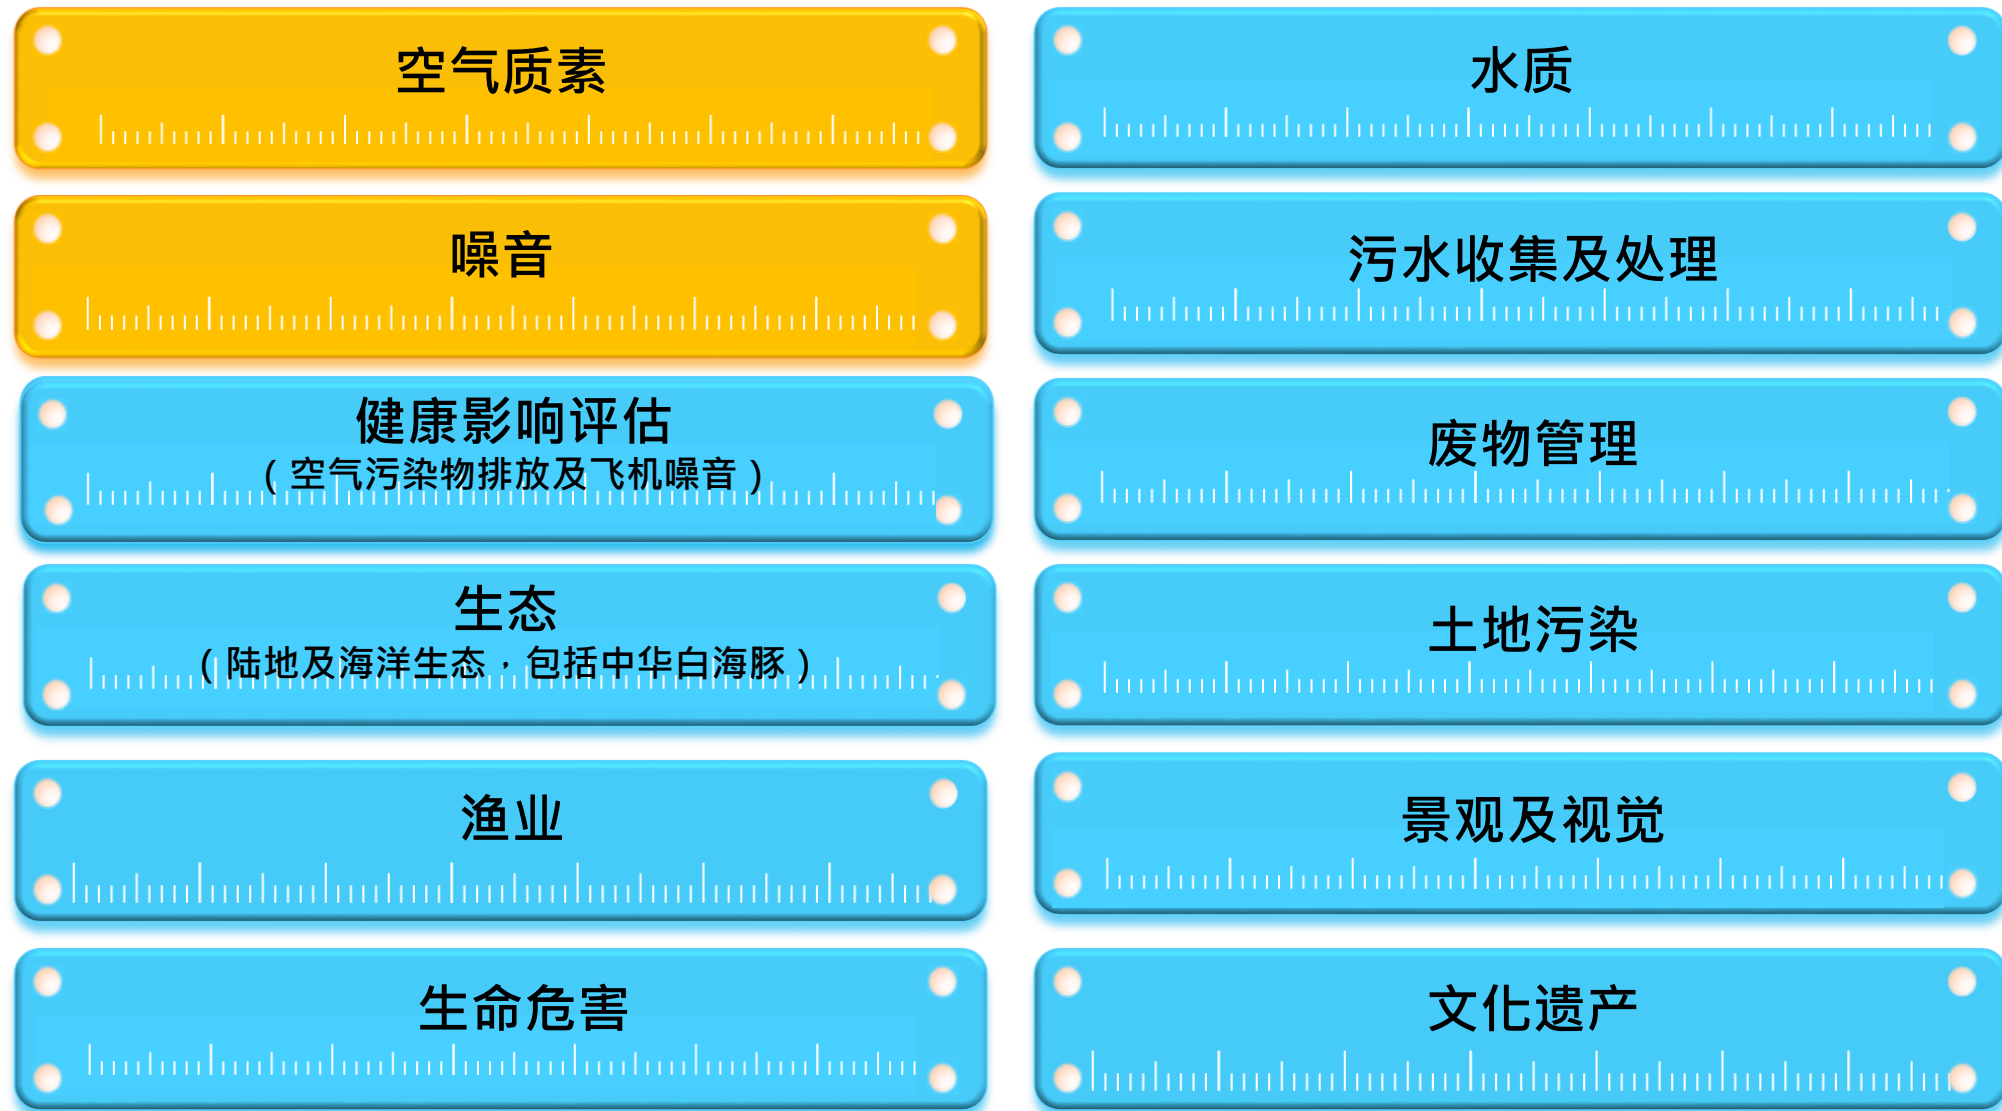 空气质素
噪音
健康影响评估
（空气污染物排放及飞机噪音）
生态
（陆地及海洋生态，包括中华白海豚）
渔业
生命危害
水质
污水收集及处理
废物管理
土地污染
景观及视觉
文化遗产